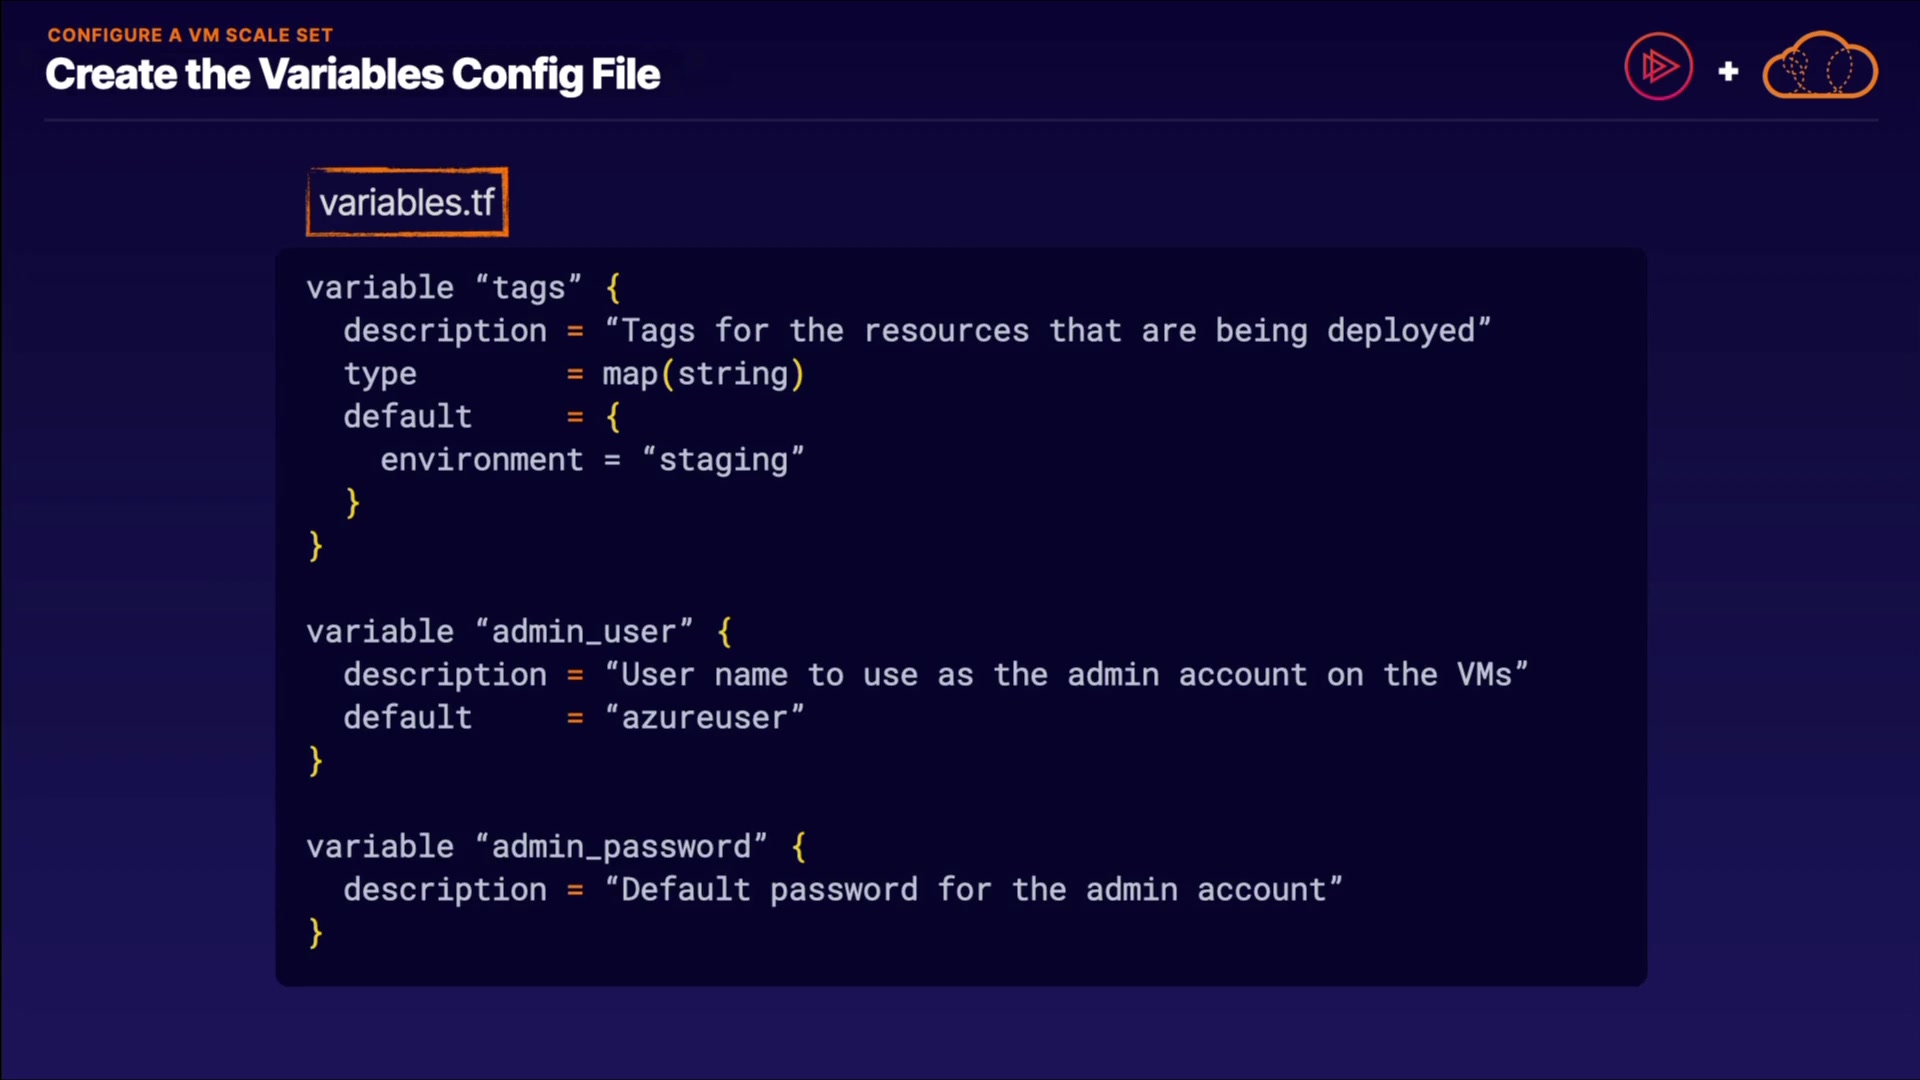 CONFIGURE A VM SCALE SET
Create the Variables Config File
+
variables.tf
variable “tags” {
  description = “Tags for the resources that are being deployed”
  type        = map(string)
  default     = {
    environment = “staging”
  }
}

variable “admin_user” {
  description = “User name to use as the admin account on the VMs”
  default     = “azureuser”
}

variable “admin_password” {
  description = “Default password for the admin account”
}